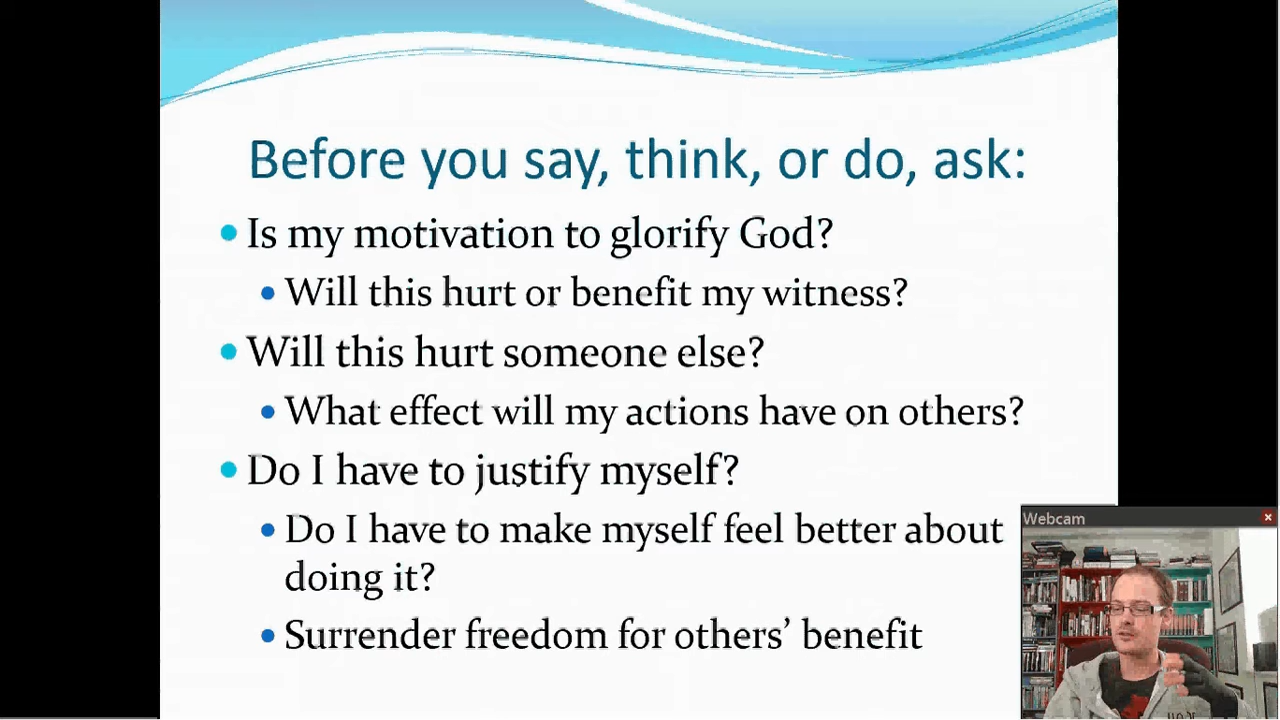 Before you say, think, or do, ask:
Is my motivation to glorify God?
Will this hurt or benefit my witness?
Will this hurt someone else?
What effect will my actions have on others?
Do I have to justify myself?
Do I have to make myself feel better about
doing it?
Surrender freedom for others’ benefit
Webcam